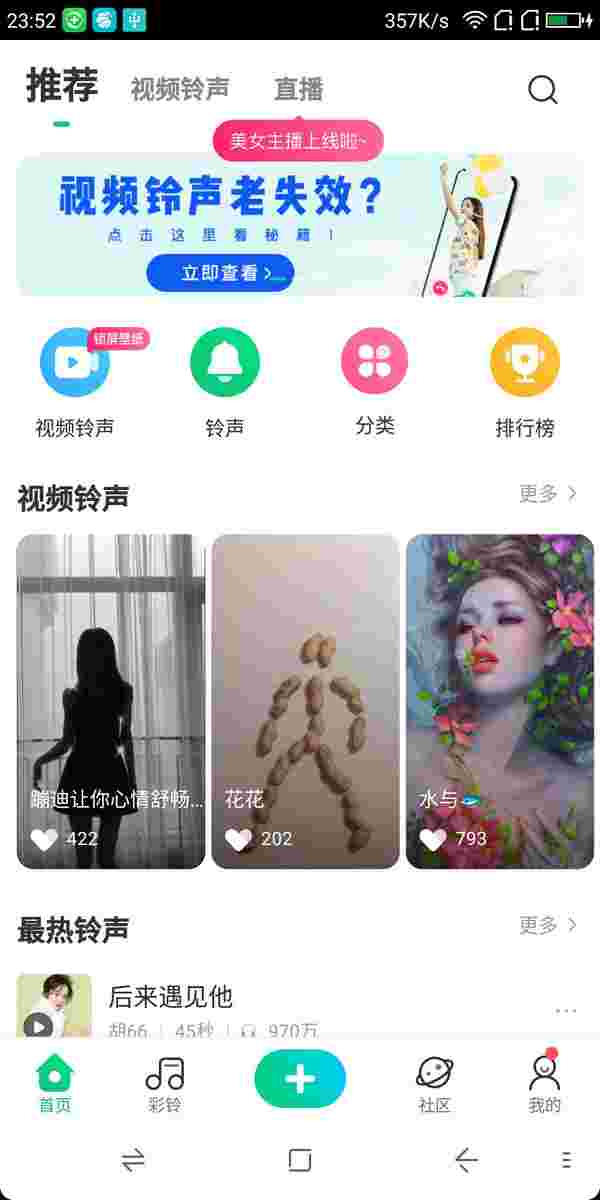 23:52
357K/s
推荐
视频铃声
直播
美女主播上线啦~
视频铃声老失效?
点击这里看秘籍!
立即查看
锁屏壁纸
视频铃声
铃声
分类
排行榜
视频铃声
更多
蹦迪让你心情舒畅...
422
花花
202
水与
793
最热铃声
更多
后来遇见他
胡66 | 45秒 | 970万
首页
彩铃
社区
我的